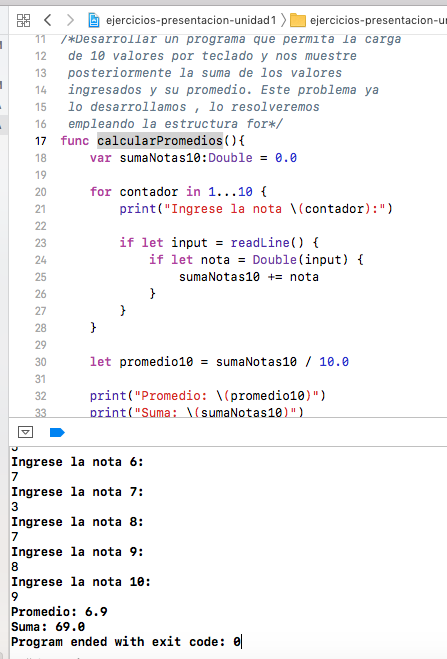 ejercicios-presentacion-unidad1 ejercicios-presentacion-u
11 /*Desarrollar un programa que permita la carga
12 de 10 valores por teclado y nos muestre
13 posteriormente la suma de los valores
14 ingresados y su promedio. Este problema ya
15 lo desarrollamos , lo resolveremos
16 empleando la estructura for*/
17 func calcularPromedios(){
18 var sumaNotas10:Double = 0.0
19
20 for contador in 1...10 {
21 print("Ingrese la nota \(contador):")
22
23 if let input = readLine() {
24 if let nota = Double(input) {
25 sumaNotas10 += nota
26 }
27 }
28 }
29
30 let promedio10 = sumaNotas10 / 10.0
31
32 print("Promedio: \(promedio10)")
33 print("Suma: \(sumaNotas10)")
Ingrese la nota 6:
7
Ingrese la nota 7:
3
Ingrese la nota 8:
7
Ingrese la nota 9:
8
Ingrese la nota 10:
9
Promedio: 6.9
Suma: 69.0
Program ended with exit code: 0